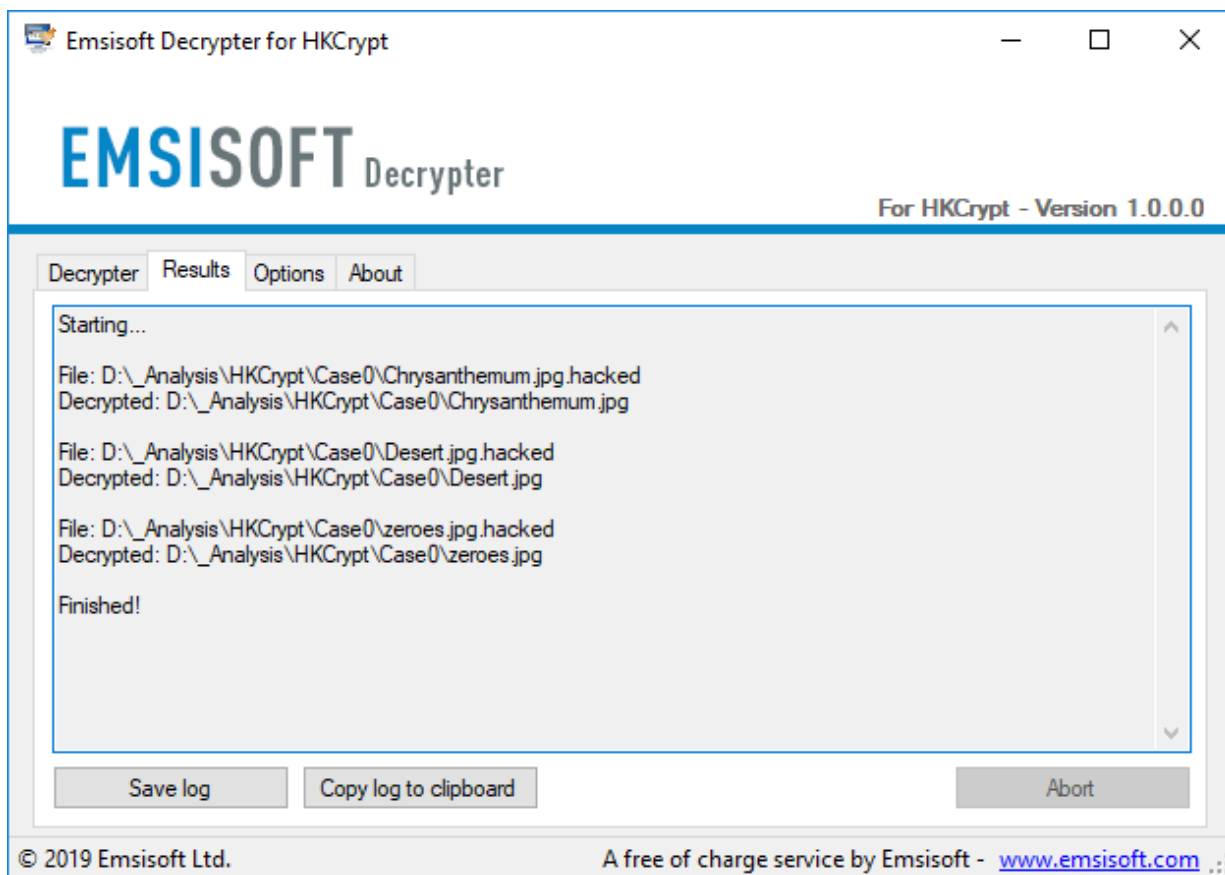 Emsisoft Decrypter for HKCrypt
EMSISOFT Decrypter
For HKCrypt - Version 1.0.0.0
Decrypter Results Options About
Starting...
File: D:\_Analysis\HKCrypt\Case0\Chrysanthemum.jpg.hacked
Decrypted: D:\_Analysis\HKCrypt\Case0\Chrysanthemum.jpg
File: D:\_Analysis\HKCrypt\Case0\Desert.jpg.hacked
Decrypted: D:\_Analysis\HKCrypt\Case0\Desert.jpg
File: D:\_Analysis\HKCrypt\Case0\zeroes.jpg.hacked
Decrypted: D:\_Analysis\HKCrypt\Case0\zeroes.jpg
Finished!
Save log Copy log to clipboard Abort
© 2019 Emsisoft Ltd. A free of charge service by Emsisoft - www.emsisoft.com